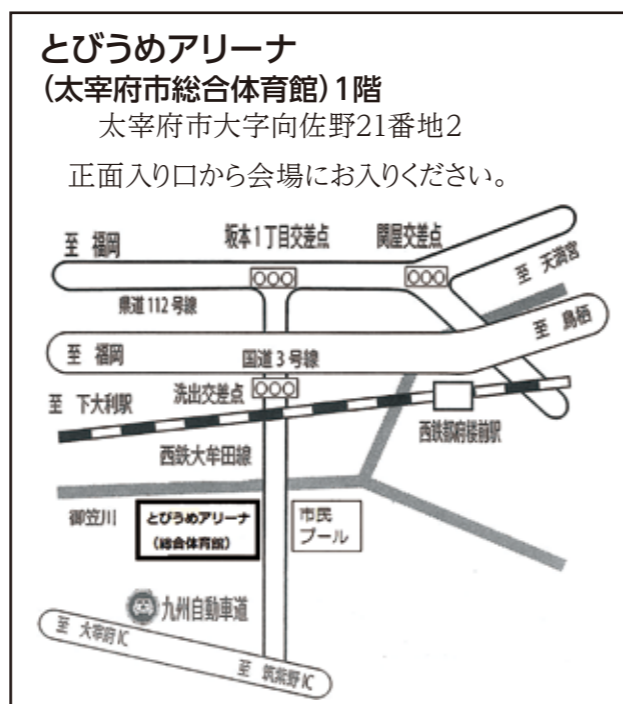 とびうめアリーナ
(太宰府市総合体育館)1階
太宰府市大字向佐野21番地2
正面入り口から会場にお入りください。
至 福岡
坂本1丁目交差点
関屋交差点
至 天満宮
県道112号線
至 福岡
国道3号線
至 鳥栖
至 下大利駅
洗出交差点
西鉄都府楼前駅
西鉄大牟田線
御笠川
とびうめアリーナ
(総合体育館)
市民
プール
九州自動車道
至 大宰府IC
至 筑紫野IC